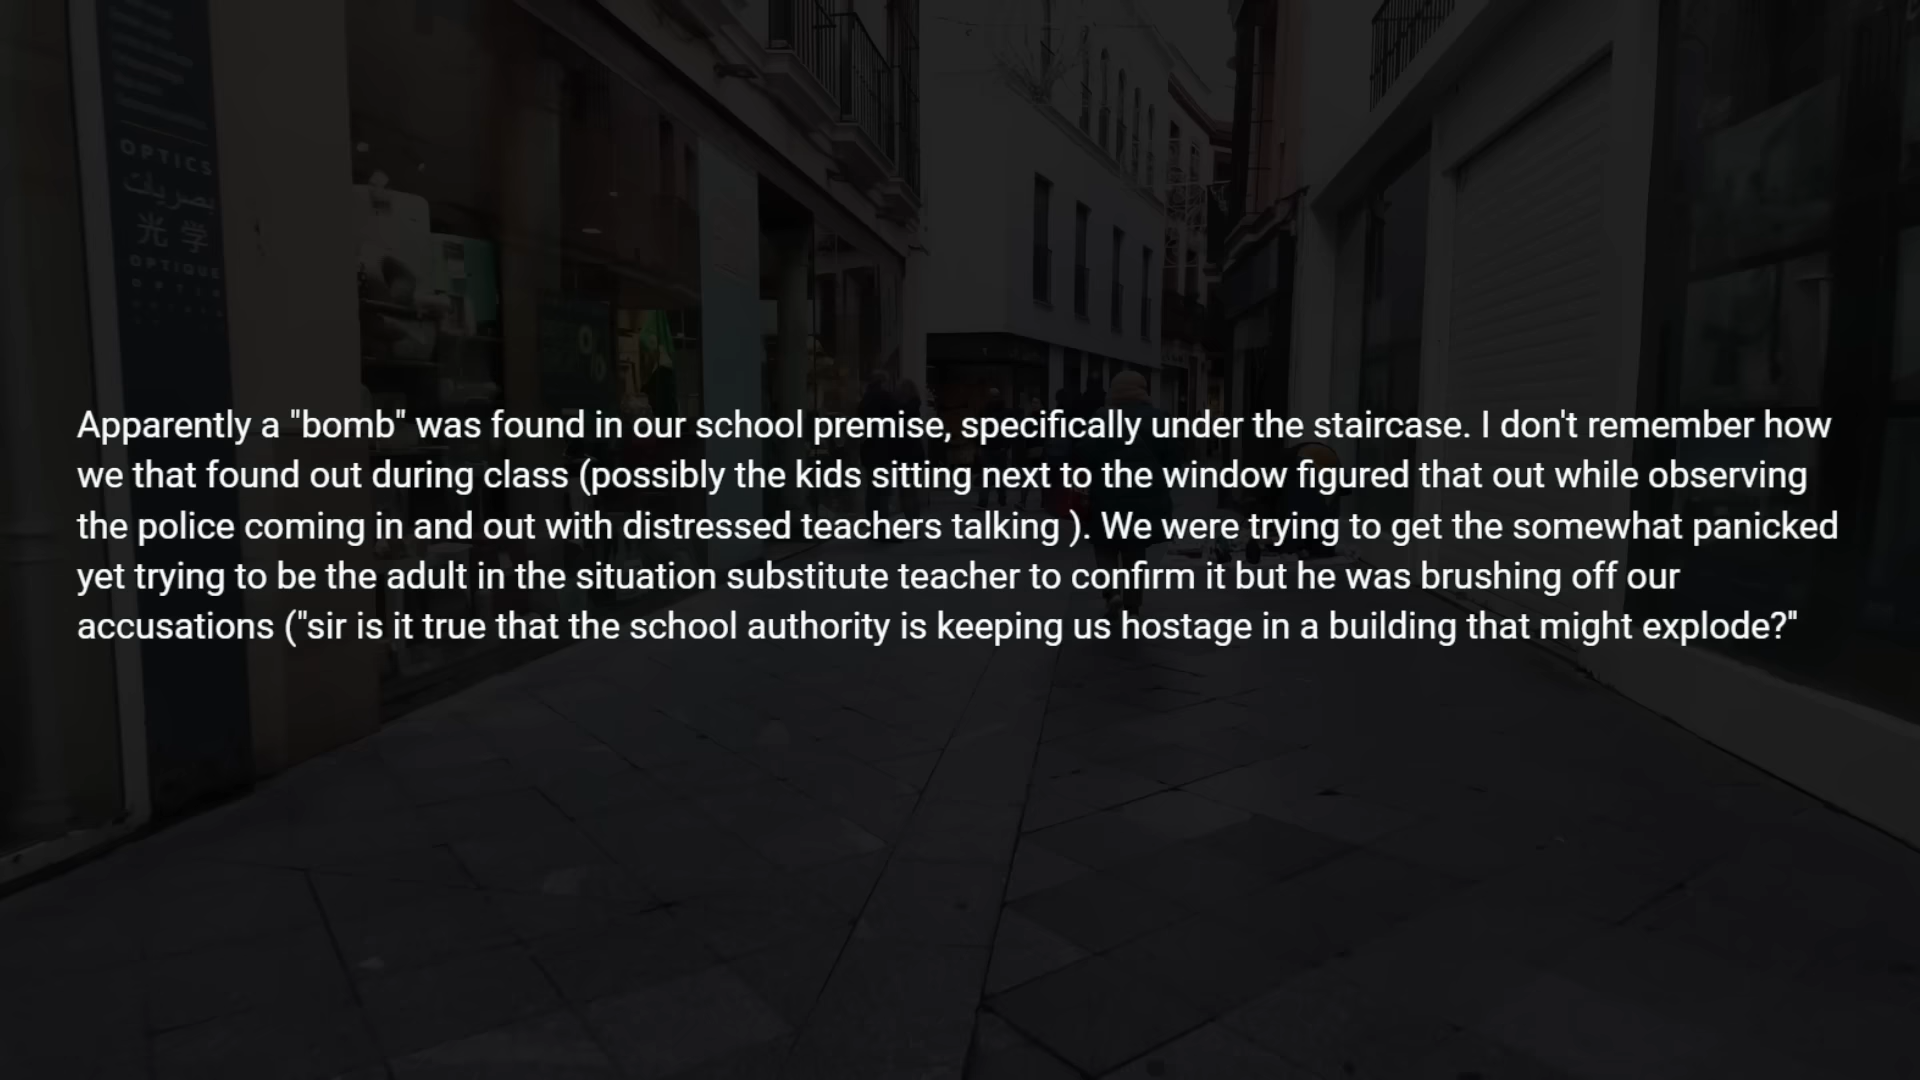 OPTICS
بصريات
光学
OPTIQUE
Apparently a "bomb" was found in our school premise, specifically under the staircase. I don't remember how
we that found out during class (possibly the kids sitting next to the window figured that out while observing
the police coming in and out with distressed teachers talking ). We were trying to get the somewhat panicked
yet trying to be the adult in the situation substitute teacher to confirm it but he was brushing off our
accusations ("sir is it true that the school authority is keeping us hostage in a building that might explode?"